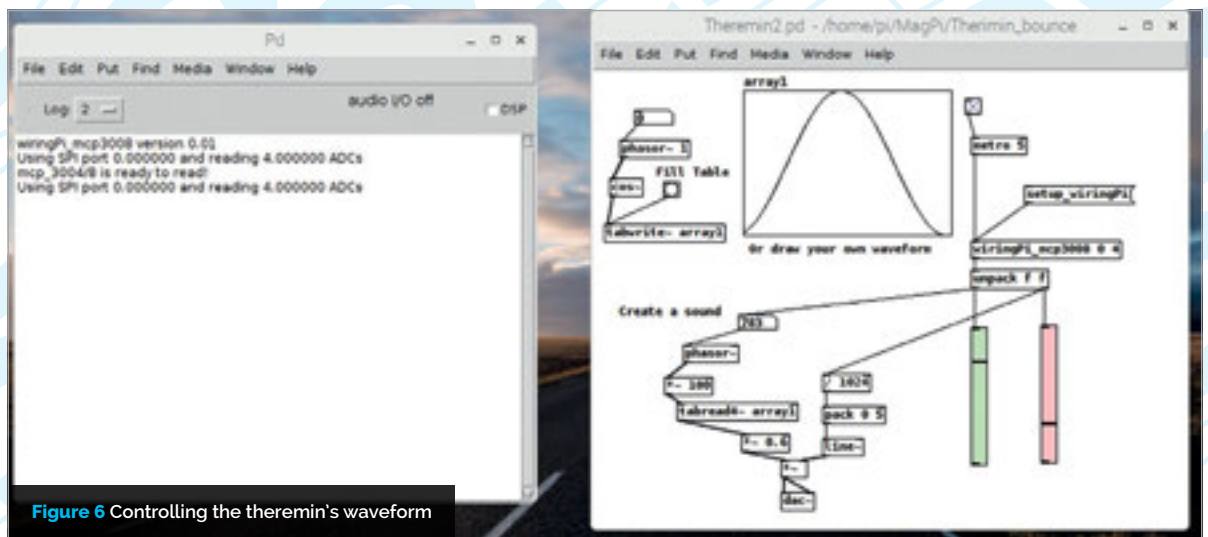 Pd
File Edit Put Find Media Window Help
Log: 2
audio I/O off
DSP
wiringPi_mcp3008 version 0.01
Using SPI port 0.000000 and reading 4.000000 ADCs
mcp_3004/8 is ready to read!
Using SPI port 0.000000 and reading 4.000000 ADCs
Theremin2.pd - /home/pi/MagPi/Therimin_bounce
File Edit Put Find Media Window Help
array1
0
phasor~ 1
cos~
Fill Table
tabwrite~ array1
Or draw your own waveform
metro 5
setup_wiringPi
wiringPi_mcp3008 0 4
unpack f f
Create a sound
783
phasor~
*~ 100
tabread4~ array1
*~ 0.6
/ 1024
pack 0 5
line~
*~
dac~
Figure 6 Controlling the theremin's waveform